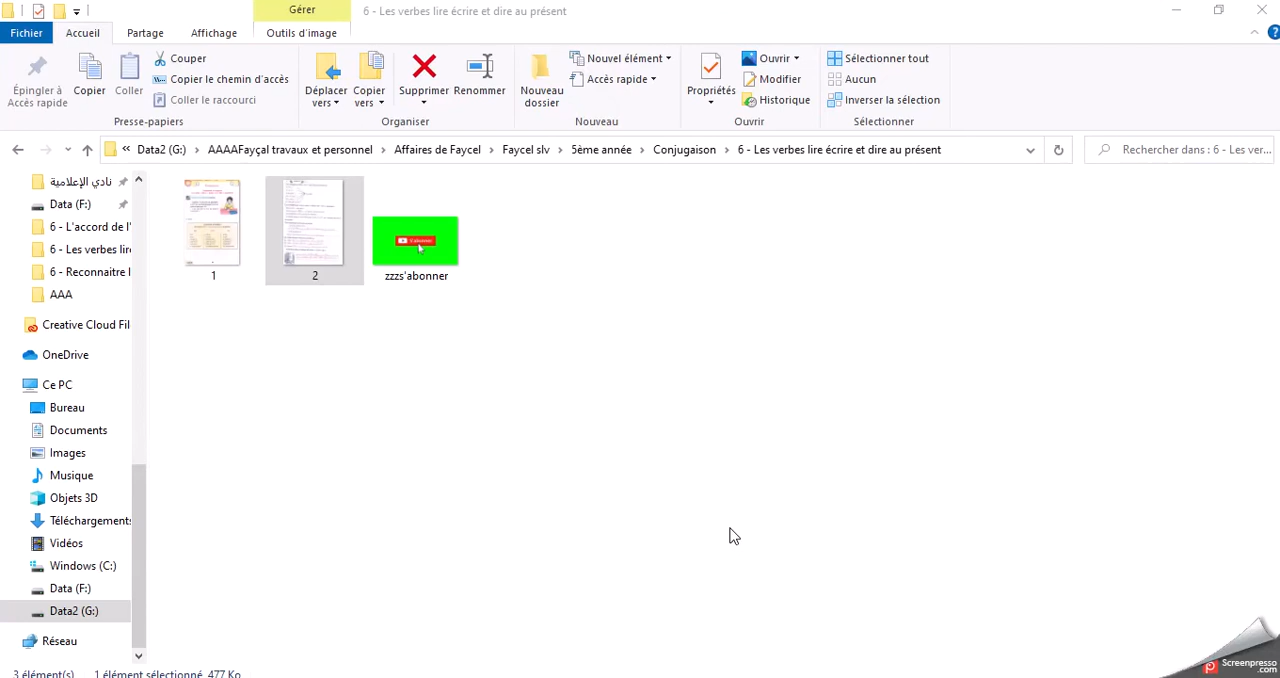 Gérer
6 - Les verbes lire écrire et dire au présent
Fichier
Accueil
Partage
Affichage
Outils d'image
Épingler à
Accès rapide
Copier
Coller
Couper
Copier le chemin d'accès
Coller le raccourci
Presse-papiers
Déplacer
vers
Copier
vers
Supprimer
Renommer
Organiser
Nouveau
dossier
Nouvel élément
Accès rapide
Nouveau
Propriétés
Ouvrir
Modifier
Historique
Ouvrir
Sélectionner tout
Aucun
Inverser la sélection
Sélectionner
« Data2 (G:) > AAAAFayçal travaux et personnel > Affaires de Faycel > Faycel slv > 5ème année > Conjugaison > 6 - Les verbes lire écrire et dire au présent
Rechercher dans : 6 - Les ver...
نادي الإعلامية
Data (F:)
6 - L'accord de l
6 - Les verbes lire
6 - Reconnaitre l
AAA
Creative Cloud Fil
OneDrive
Ce PC
Bureau
Documents
Images
Musique
Objets 3D
Téléchargements
Vidéos
Windows (C:)
Data (F:)
Data2 (G:)
Réseau
1
2
S'abonner
zzzs'abonner
3 élément(s)
1 élément sélectionné 477 Ko
Screenpresso
.com